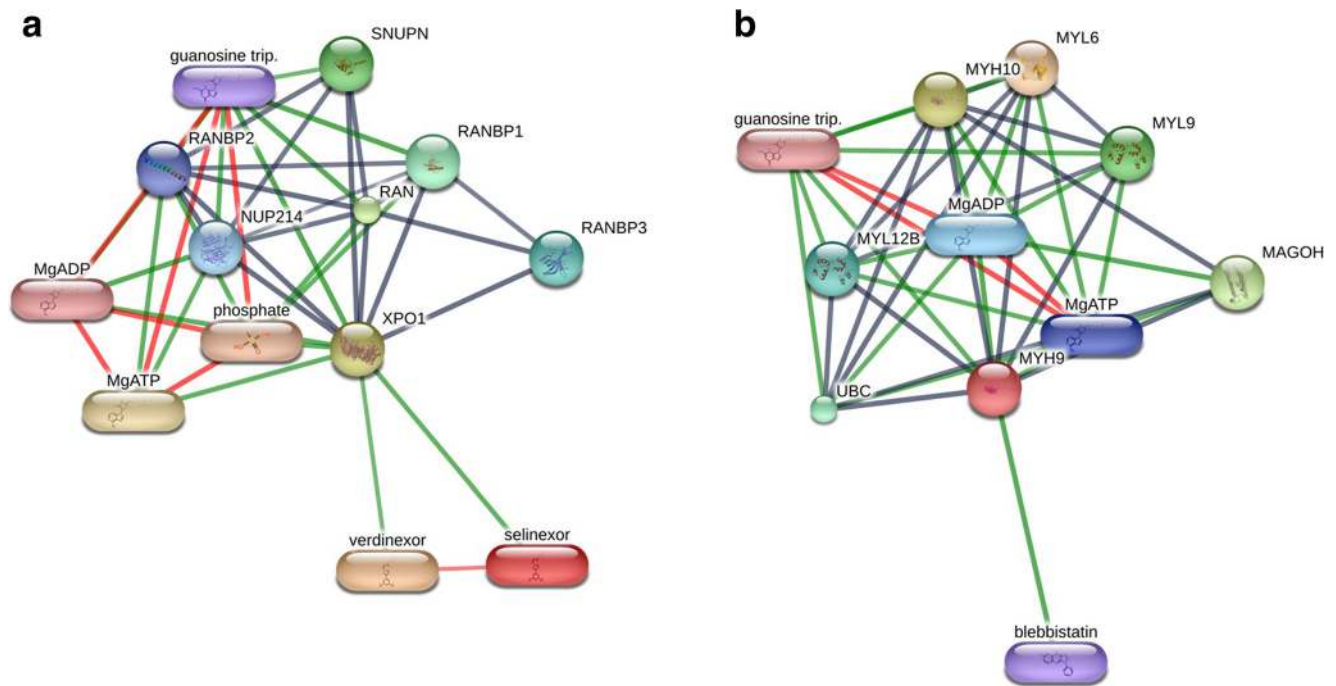 a
SNUPN
guanosine trip.
RANBP2
RANBP1
RAN
NUP214
RANBP3
MgADP
phosphate
XPO1
MgATP
verdinexor
selinexor
b
MYL6
MYH10
guanosine trip.
MYL9
MgADP
MYL12B
MAGOH
MgATP
MYH9
UBC
blebbistatin